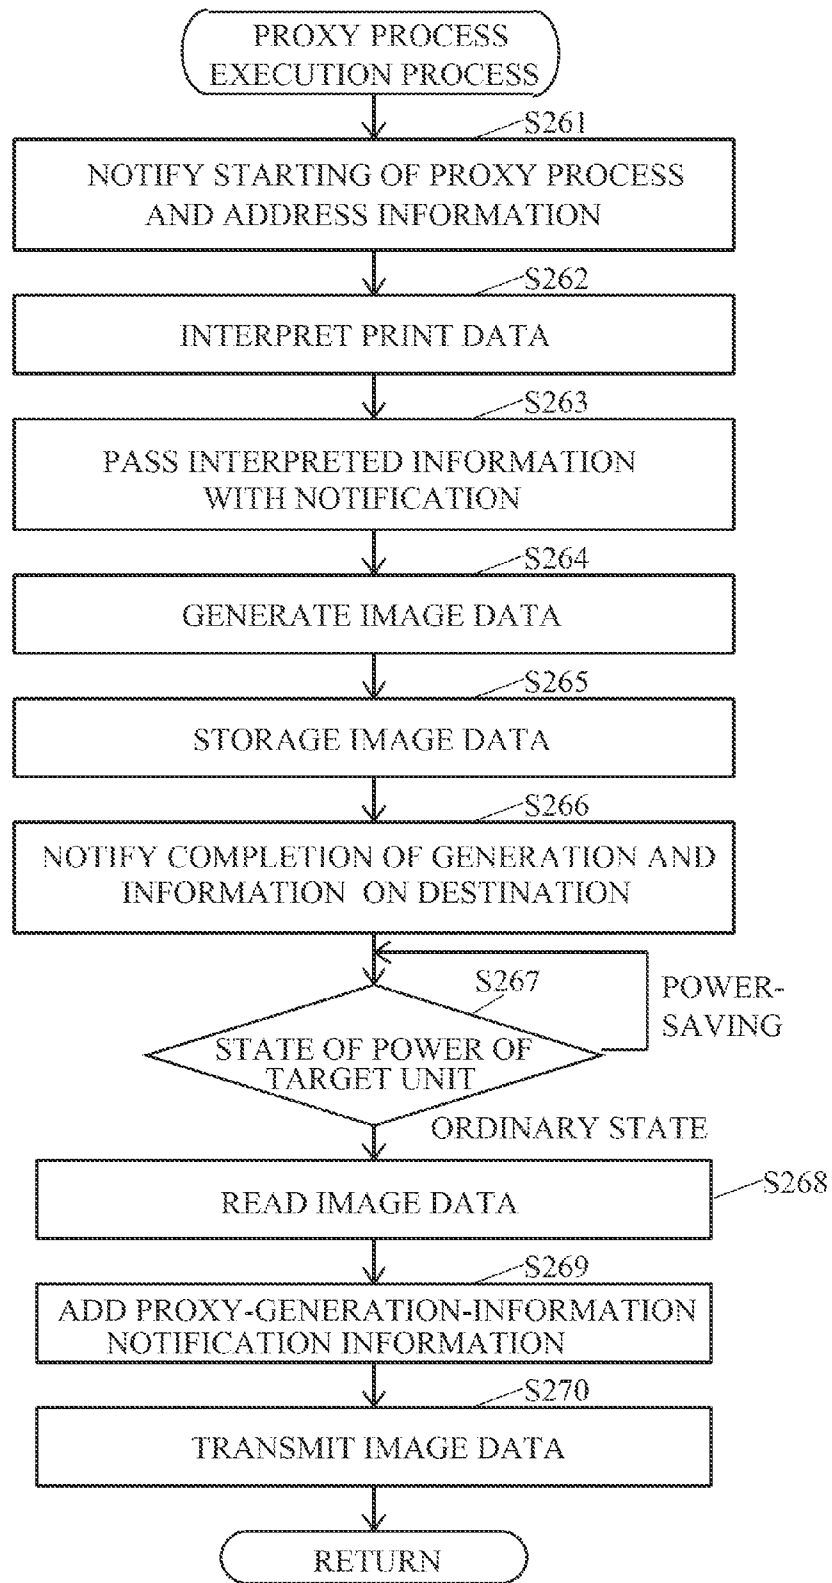 PROXY PROCESS
EXECUTION PROCESS
S261
NOTIFY STARTING OF PROXY PROCESS
AND ADDRESS INFORMATION
S262
INTERPRET PRINT DATA
S263
PASS INTERPRETED INFORMATION
WITH NOTIFICATION
S264
GENERATE IMAGE DATA
S265
STORAGE IMAGE DATA
S266
NOTIFY COMPLETION OF GENERATION AND
INFORMATION ON DESTINATION
S267
POWER-
SAVING
STATE OF POWER OF
TARGET UNIT
ORDINARY STATE
READ IMAGE DATA
S268
S269
ADD PROXY-GENERATION-INFORMATION
NOTIFICATION INFORMATION
S270
TRANSMIT IMAGE DATA
RETURN